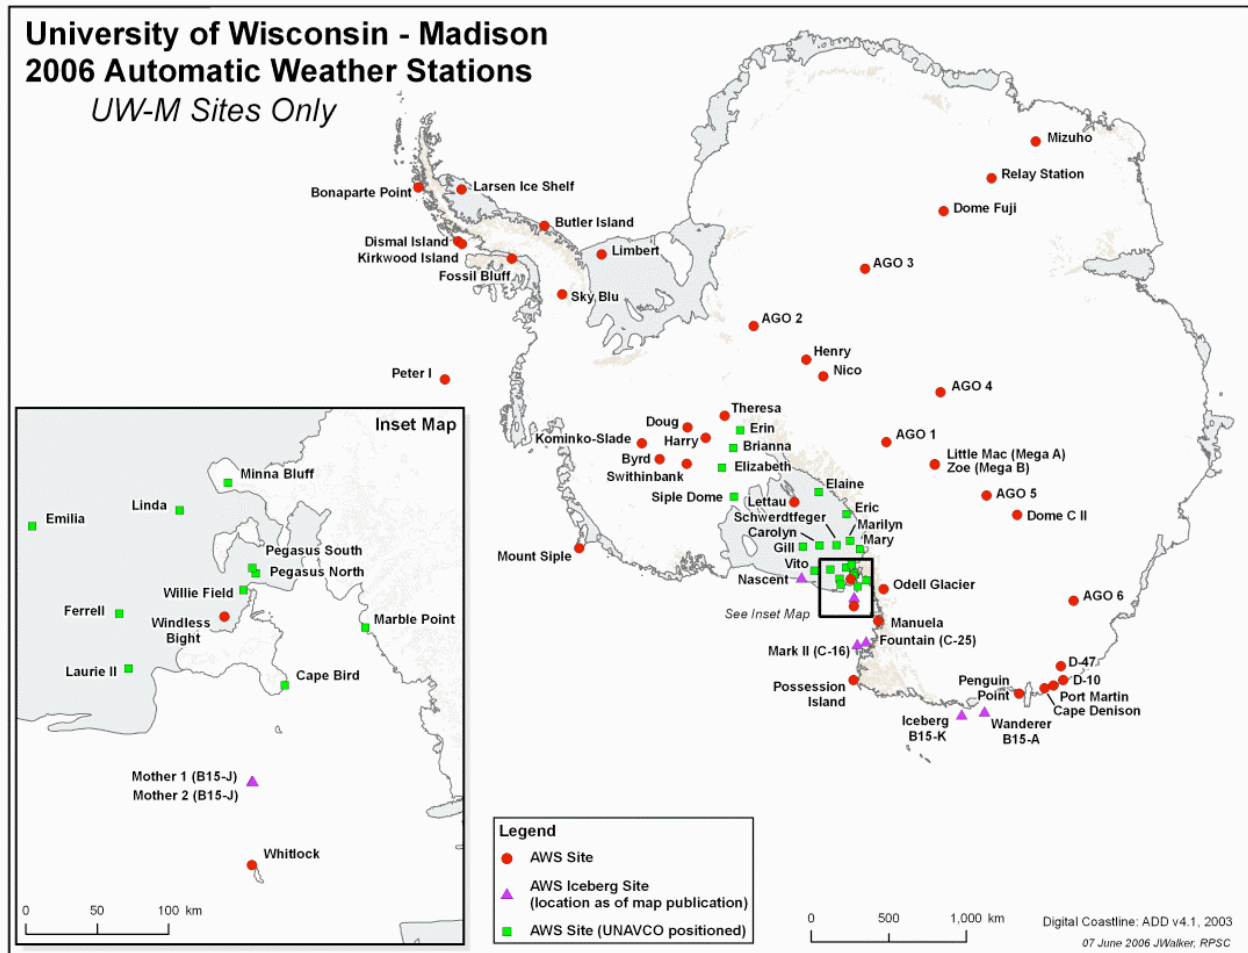 University of Wisconsin - Madison
2006 Automatic Weather Stations
UW-M Sites Only
Mizuho
Relay Station
Dome Fuji
Bonaparte Point
Larsen Ice Shelf
Butler Island
Dismal Island
Kirkwood Island
Limbert
Fossil Bluff
Sky Blu
AGO 3
AGO 2
Henry
Nico
Peter I
AGO 4
Theresa
Doug
Erin
Kominko-Slade
Harry
Brianna
AGO 1
Byrd
Swithinbank
Elizabeth
Little Mac (Mega A)
Zoe (Mega B)
Siple Dome
Elaine
Lettau
AGO 5
Eric
Dome C II
Schwerdtfeger
Marilyn
Carolyn
Mary
Gill
Mount Siple
Vito
Nascent
Odell Glacier
See Inset Map
AGO 6
Manuela
Fountain (C-25)
Mark II (C-16)
D-47
D-10
Possession
Island
Penguin
Point
Port Martin
Cape Denison
Iceberg
B15-K
Wanderer
B15-A
Inset Map
Minna Bluff
Linda
Emilia
Pegasus South
Pegasus North
Willie Field
Ferrell
Windless
Bight
Marble Point
Laurie II
Cape Bird
Mother 1 (B15-J)
Mother 2 (B15-J)
Whitlock
0 50 100 km
Legend
AWS Site
AWS Iceberg Site
(location as of map publication)
AWS Site (UNAVCO positioned)
0 500 1,000 km
Digital Coastline: ADD v4.1, 2003
07 June 2006 JWalker, RPSC